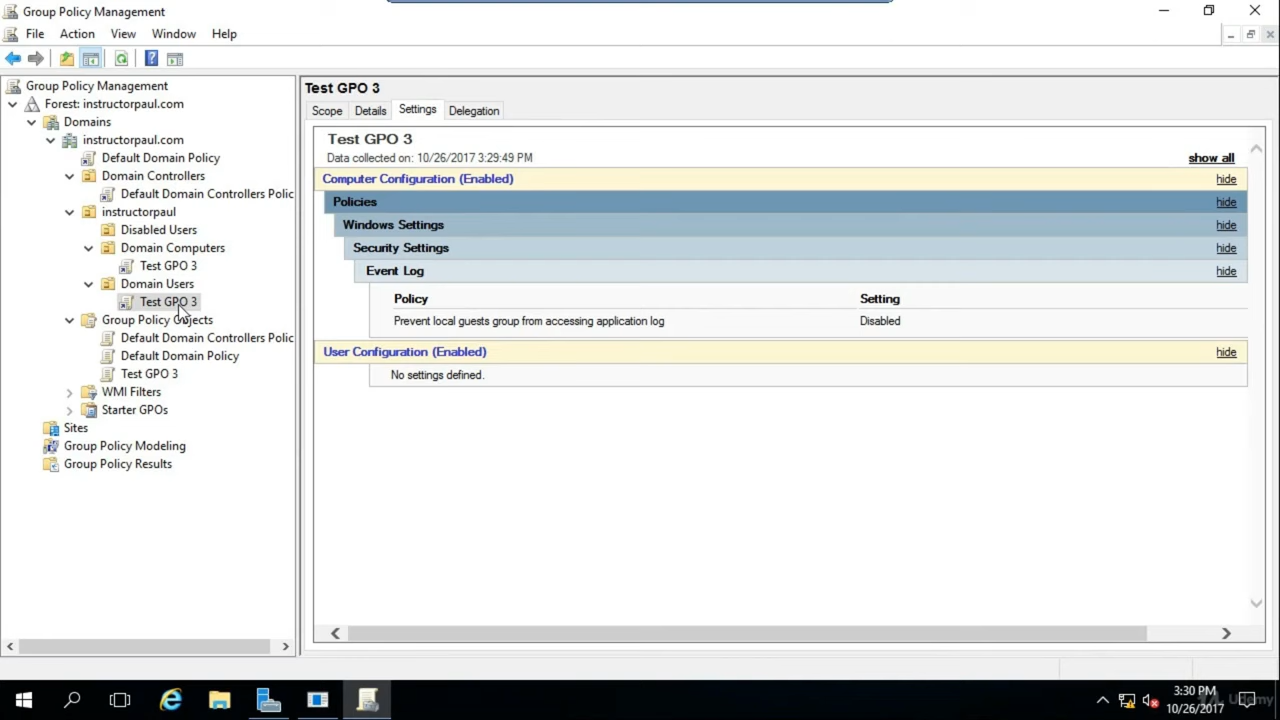 Group Policy Management
File Action View Window Help
Group Policy Management
Forest: instructorpaul.com
Domains
instructorpaul.com
Default Domain Policy
Domain Controllers
Default Domain Controllers Polic
instructorpaul
Disabled Users
Domain Computers
Test GPO 3
Domain Users
Test GPO 3
Group Policy Objects
Default Domain Controllers Polic
Default Domain Policy
Test GPO 3
WMI Filters
Starter GPOs
Sites
Group Policy Modeling
Group Policy Results
Test GPO 3
Scope Details Settings Delegation
Test GPO 3
Data collected on: 10/26/2017 3:29:49 PM show all
Computer Configuration (Enabled) hide
Policies hide
Windows Settings hide
Security Settings hide
Event Log hide
Policy Setting
Prevent local guests group from accessing application log Disabled
User Configuration (Enabled) hide
No settings defined.
3:30 PM
10/26/2017
Udemy